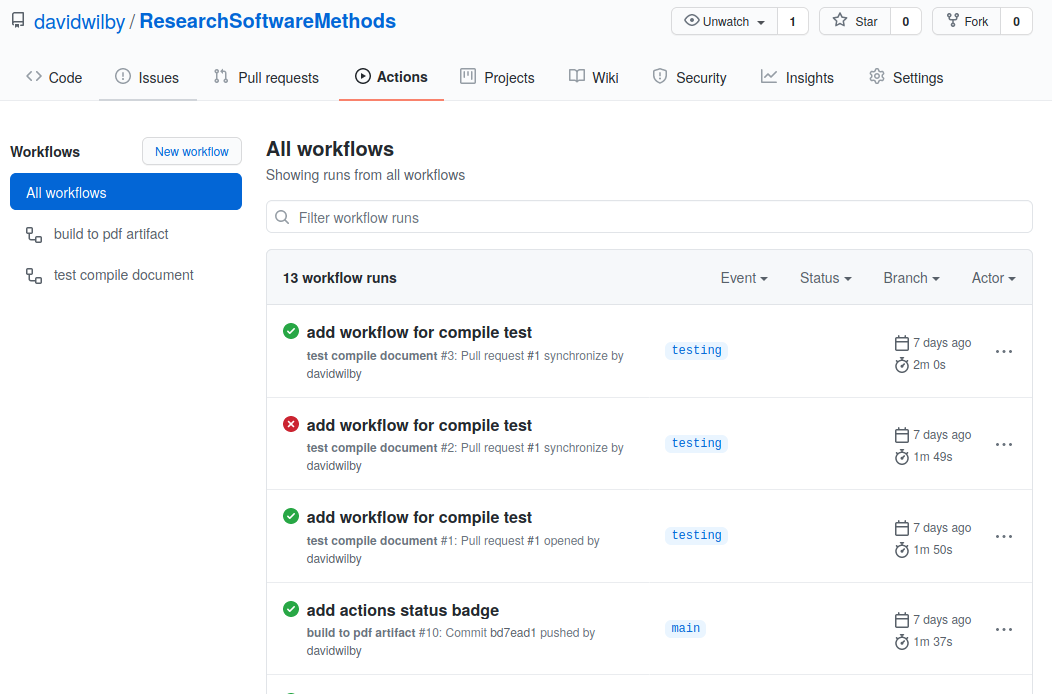 davidwilby / ResearchSoftwareMethods
Unwatch 1 Star 0 Fork 0
Code Issues Pull requests Actions Projects Wiki Security Insights Settings
Workflows
New workflow
All workflows
build to pdf artifact
test compile document
All workflows
Showing runs from all workflows
Filter workflow runs
13 workflow runs Event Status Branch Actor
add workflow for compile test
test compile document #3: Pull request #1 synchronize by
davidwilby
testing
7 days ago
2m 0s
add workflow for compile test
test compile document #2: Pull request #1 synchronize by
davidwilby
testing
7 days ago
1m 49s
add workflow for compile test
test compile document #1: Pull request #1 opened by
davidwilby
testing
7 days ago
1m 50s
add actions status badge
build to pdf artifact #10: Commit bd7ead1 pushed by
davidwilby
main
7 days ago
1m 37s